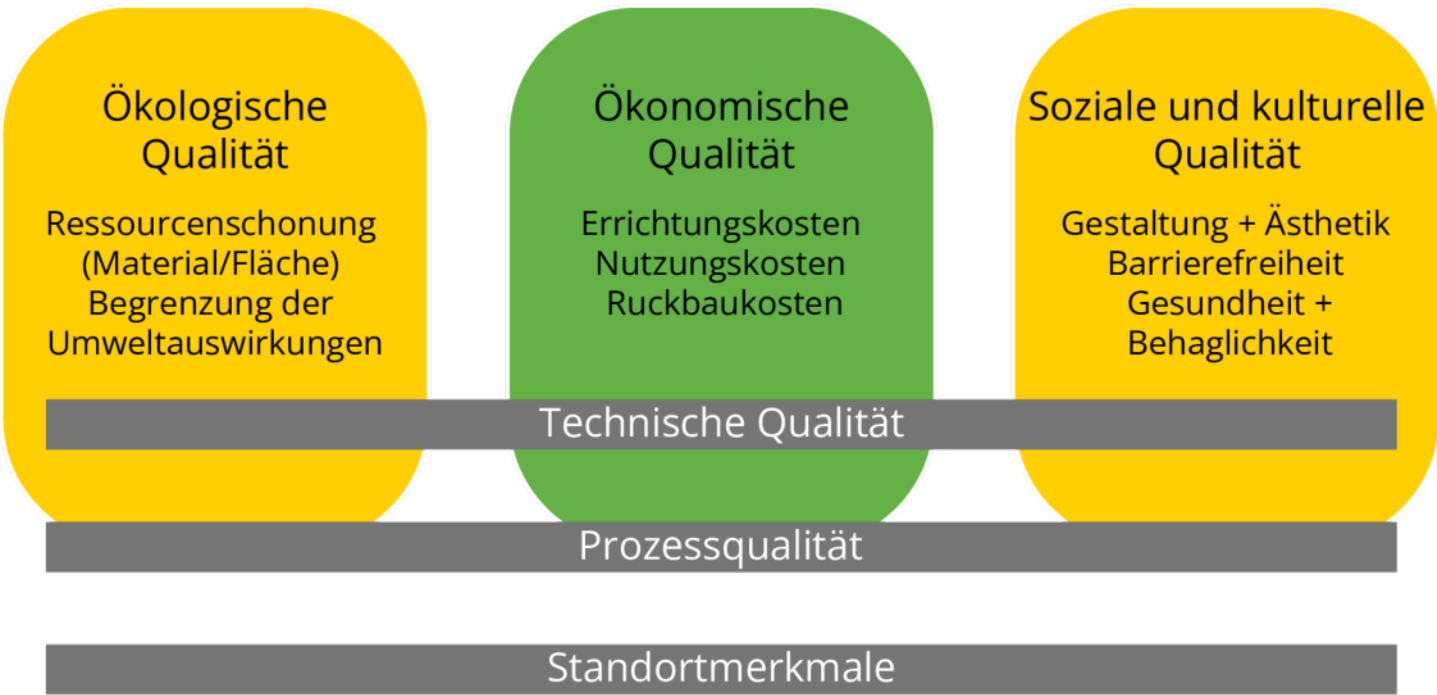 Ökologische
Qualität
Ressourcenschonung
(Material/Fläche)
Begrenzung der
Umweltauswirkungen
Ökonomische
Qualität
Errichtungskosten
Nutzungskosten
Ruckbaukosten
Soziale und kulturelle
Qualität
Gestaltung + Ästhetik
Barrierefreiheit
Gesundheit +
Behaglichkeit
Technische Qualität
Prozessqualität
Standortmerkmale